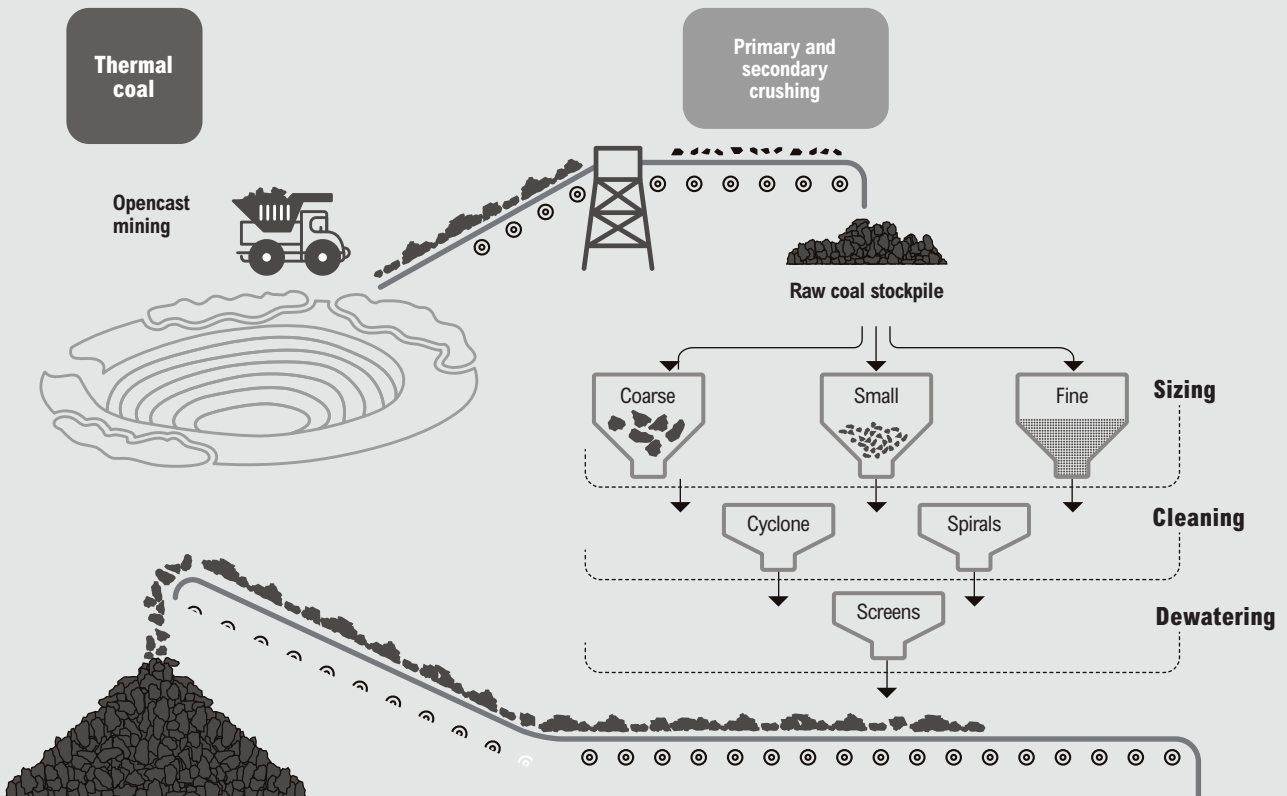 Thermal
coal
Primary and
secondary
crushing
Opencast
mining
Raw coal stockpile
Coarse
Small
Fine
Sizing
Cyclone
Spirals
Cleaning
Screens
Dewatering